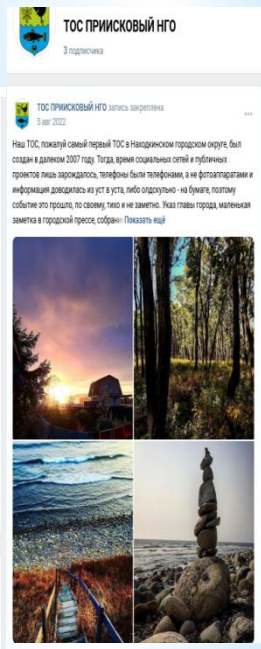 ТОС ПРИИСКОВЫЙ НГО
3 подписчика
ТОС ПРИИСКОВЫЙ НГО запись закреплена
5 авг 2022
Наш ТОС, пожалуй самый первый ТОС в Находкинском городском округе, был
создан в далеком 2007 году. Тогда, время социальных сетей и публичных
проектов лишь зарождалось, телефоны были телефонами, а не фотоаппаратами и
информация доводилась из уст в уста, либо олдскульно - на бумаге, поэтому
событие это прошло, по своему, тихо и не заметно. Указ главы города, маленькая
заметка в городской прессе, собрани Показать ещё